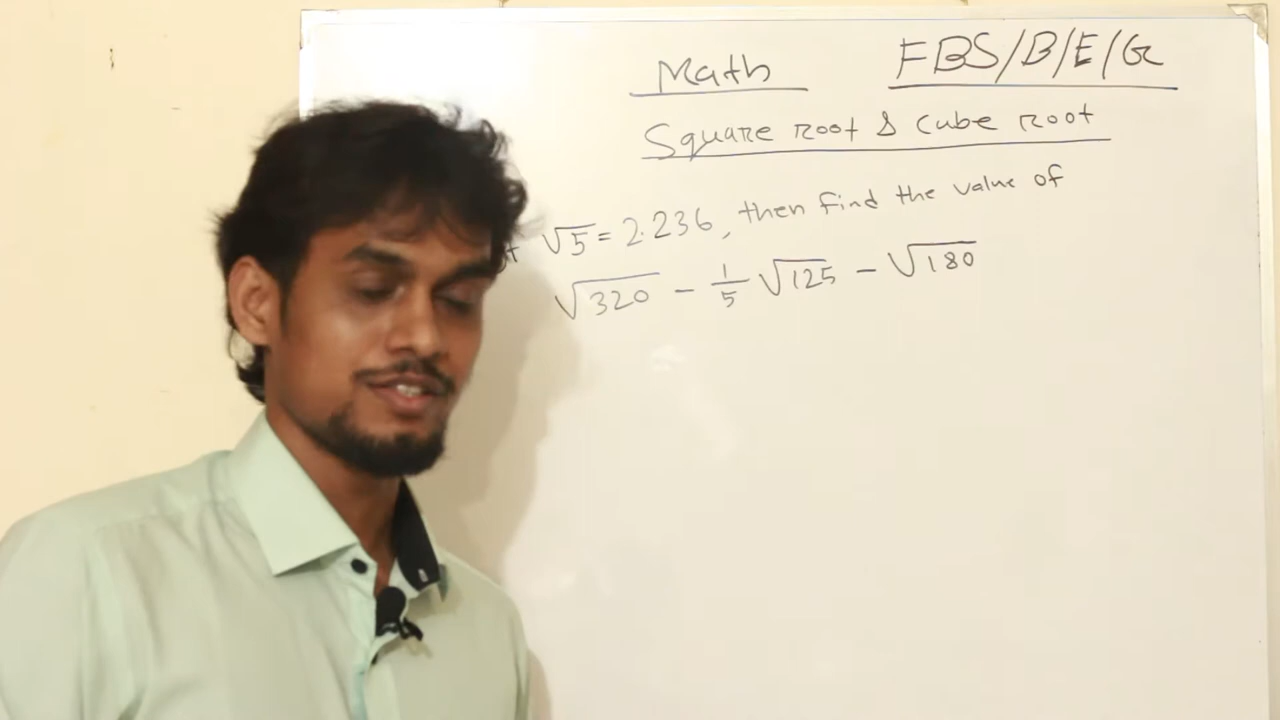 Math
FBS/B/E/G
Square root & cube root
√5 = 2.236, then find the value of
√320 - 1/5 √125 - √180